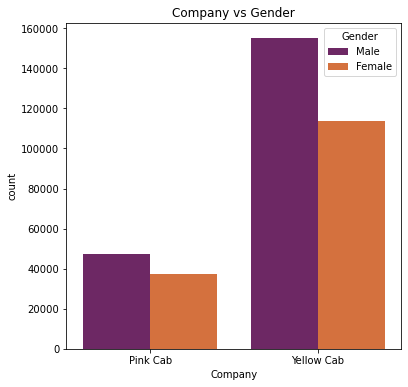 Company vs Gender
Gender
Male
Female
160000
140000
120000
100000
80000
60000
40000
20000
0
count
Pink Cab
Yellow Cab
Company